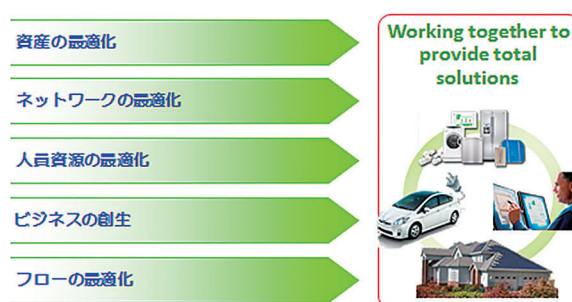 資産の最適化
ネットワークの最適化
人員資源の最適化
ビジネスの創生
フローの最適化
Working together to
provide total
solutions